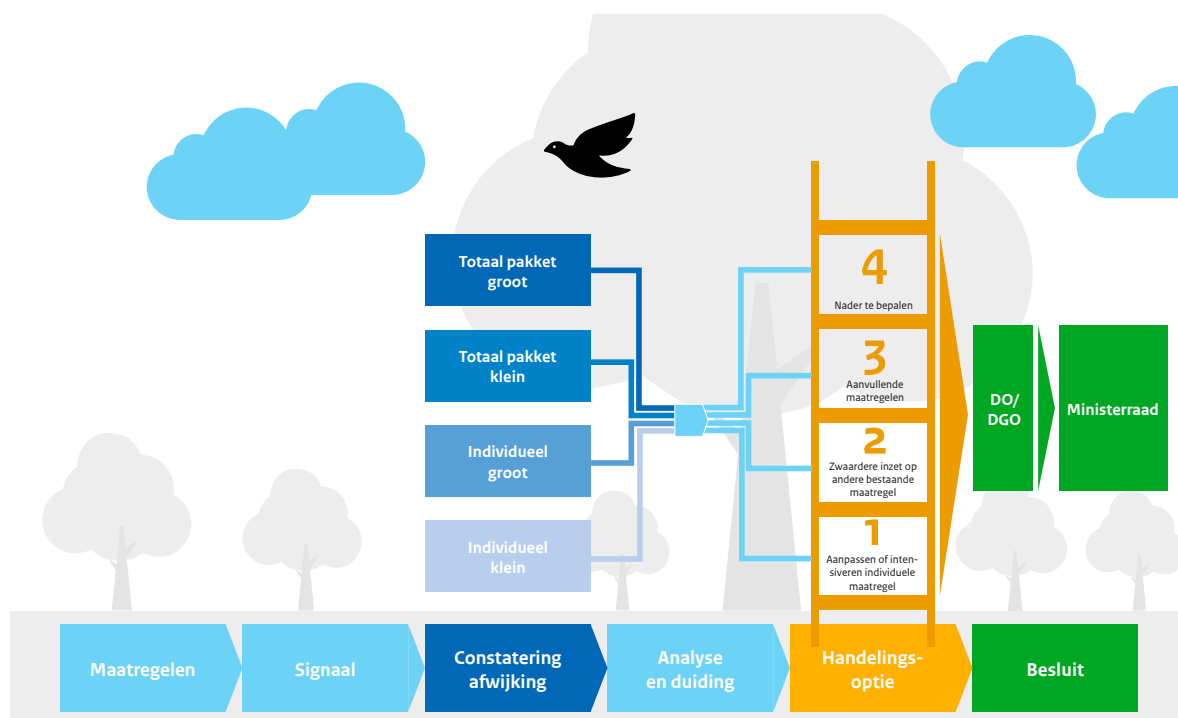 Totaal pakket
groot
Totaal pakket
klein
Individueel
groot
Individueel
klein
4
Nader te bepalen
3
Aanvullende
maatregelen
2
Zwaardere inzet op
andere bestaande
maatregel
1
Aanpassen of inten-
siveren individuele
maatregel
DO/
DGO
Ministerraad
Maatregelen
Signaal
Constatering
afwijking
Analyse
en duiding
Handelings-
optie
Besluit